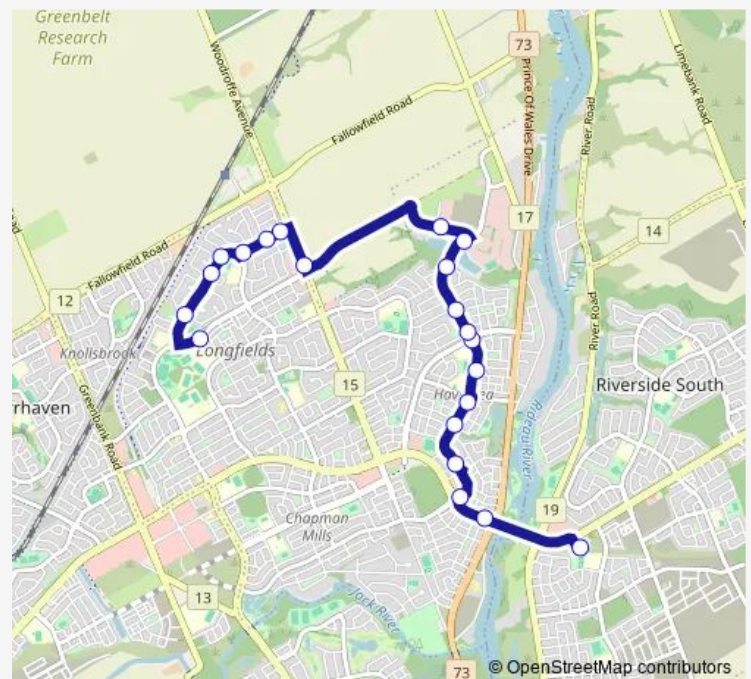 Greenbelt
Research
Farm
Woodroffe Avenue
73
Prince Of Wales Drive
River Road
Limebank Road
Fallowfield Road
17
14
Fallowfield Road
12
Knollsbrook
Longfields
River Road
15
Riverside South
rrhaven
Greenbank Road
Rideau River
19
Chapman
Mills
13
Jock River
73
© OpenStreetMap contributors